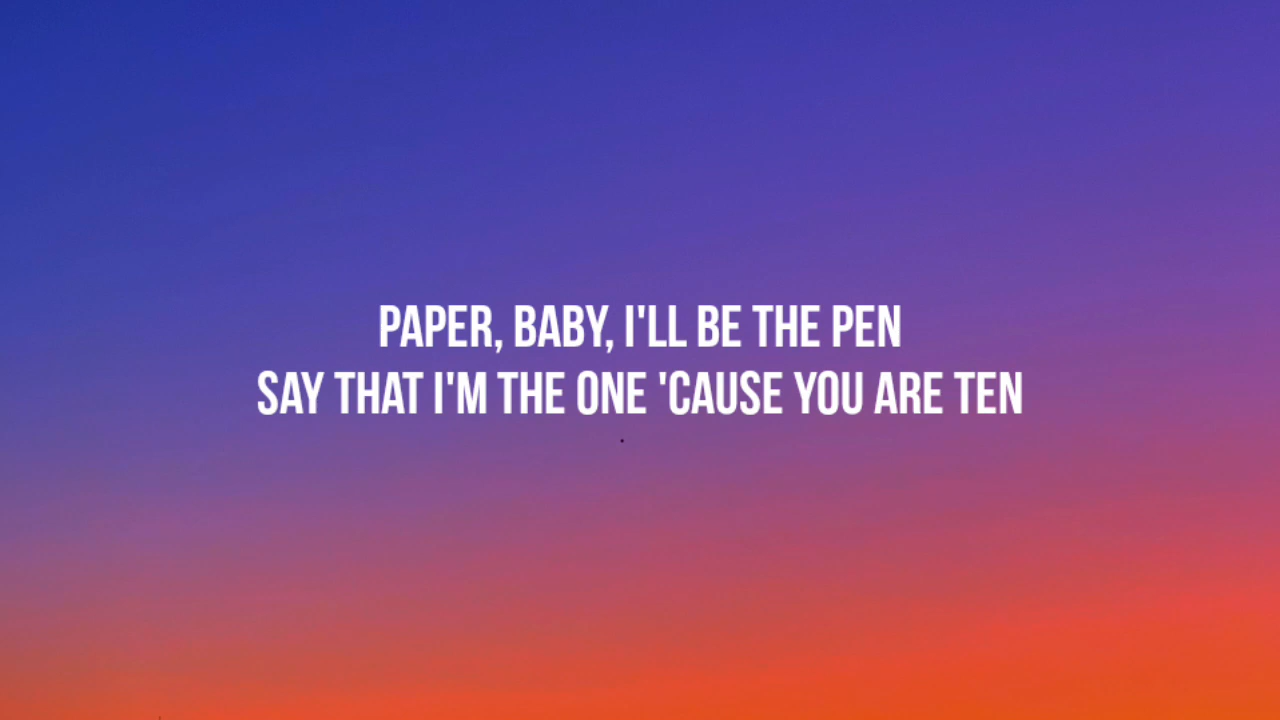 PAPER, BABY, I'LL BE THE PEN
SAY THAT I'M THE ONE 'CAUSE YOU ARE TEN